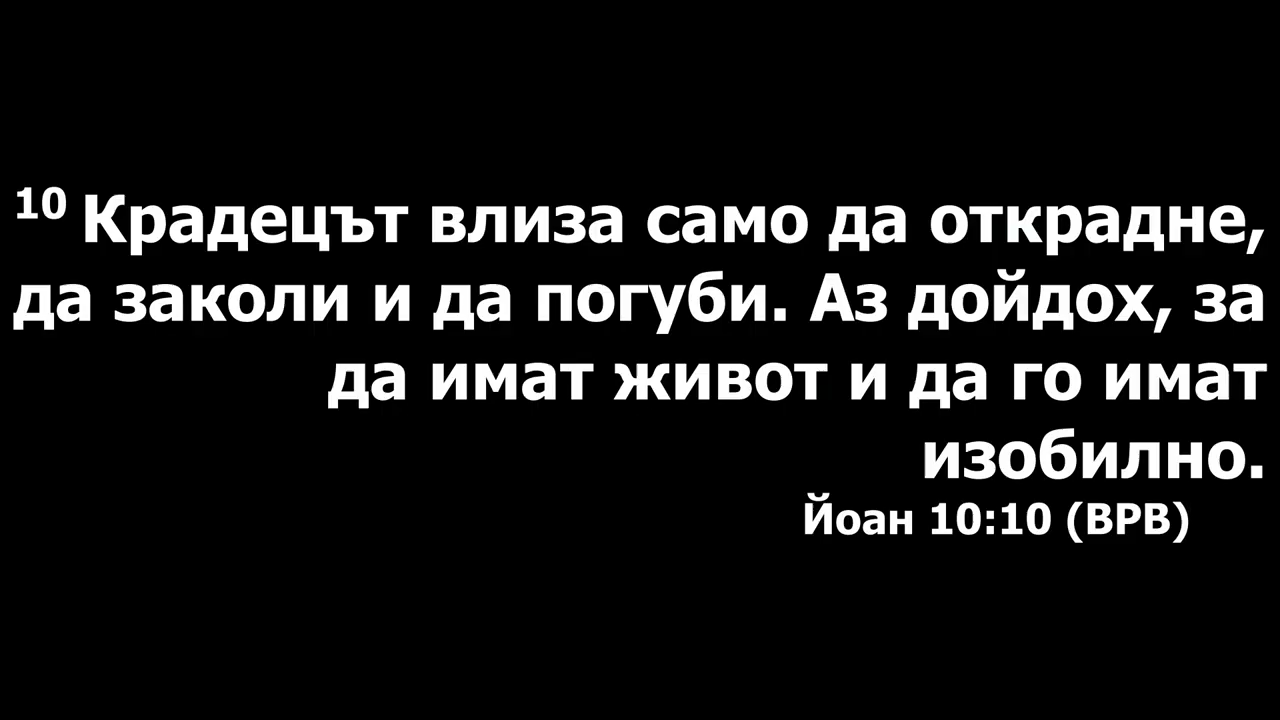 10 Крадецът влиза само да открадне,
да заколи и да погуби. Аз дойдох, за
да имат живот и да го имат
изобилно.
Йоан 10:10 (ВРВ)